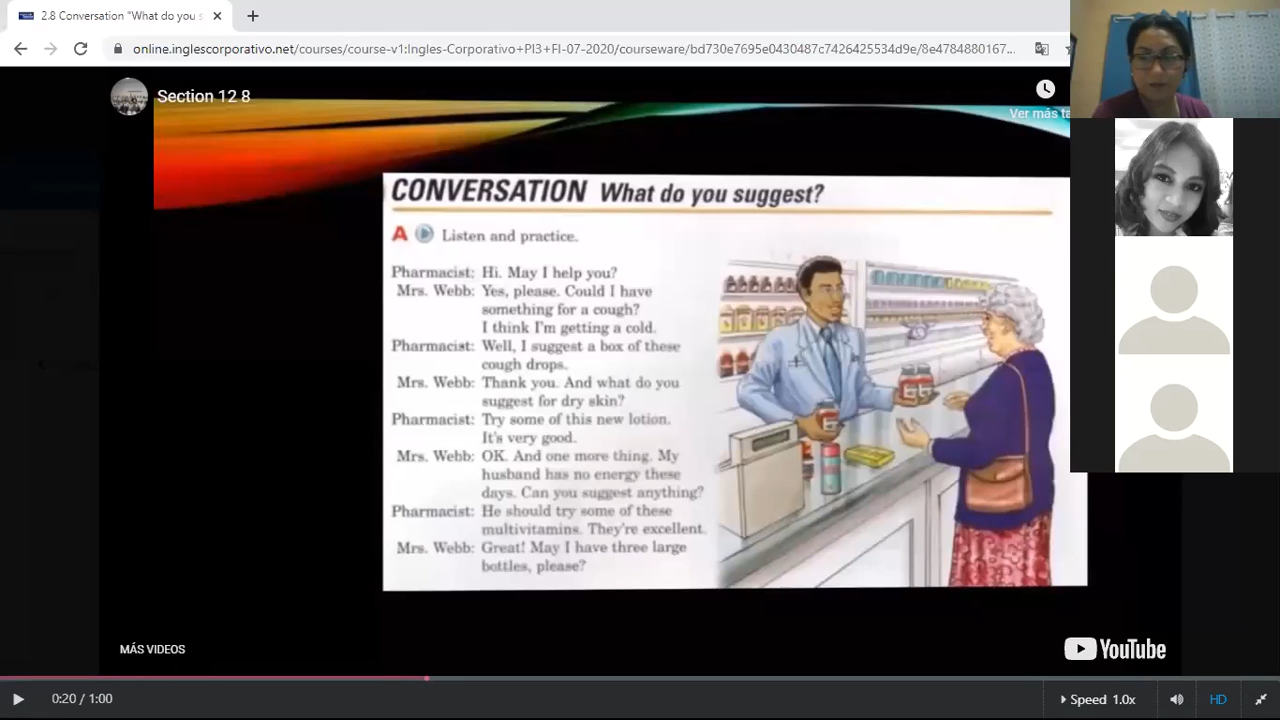 2.8 Conversation "What do you s
online.inglescorporativo.net/courses/course-v1:Ingles-Corporativo+PI3+FI-07-2020/courseware/bd730e7695e0430487c7426425534d9e/8e4784880167...
Section 12 8
Ver más ta
CONVERSATION What do you suggest?
A Listen and practice.
Pharmacist: Hi. May I help you?
Mrs. Webb: Yes, please. Could I have
something for a cough?
I think I'm getting a cold.
Pharmacist: Well, I suggest a box of these
cough drops.
Mrs. Webb: Thank you. And what do you
suggest for dry skin?
Pharmacist: Try some of this new lotion.
It's very good.
Mrs. Webb: OK. And one more thing. My
husband has no energy these
days. Can you suggest anything?
Pharmacist: He should try some of these
multivitamins. They're excellent.
Mrs. Webb: Great! May I have three large
bottles, please?
MÁS VIDEOS
YouTube
0:20 / 1:00
Speed 1.0x
HD